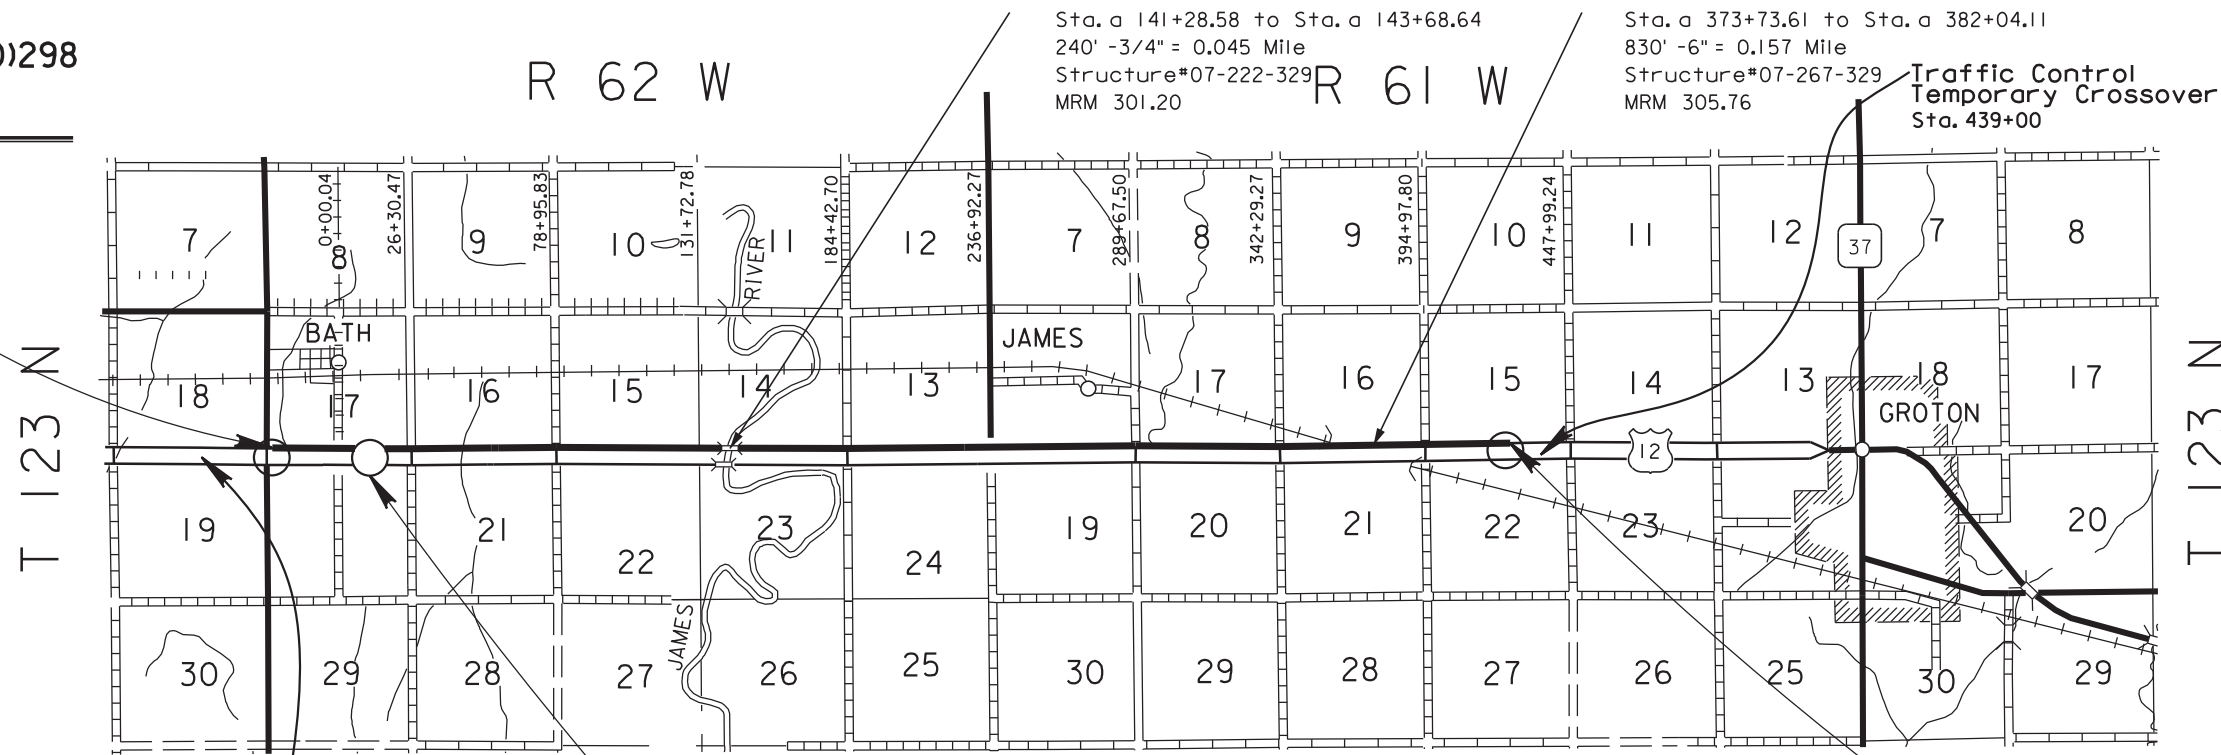 0)298
R 62 W
Sta. a 141+28.58 to Sta. a 143+68.64
240' -3/4" = 0.045 Mile
Structure#07-222-329
MRM 301.20
R 61 W
Sta. a 373+73.61 to Sta. a 382+04.11
830' -6" = 0.157 Mile
Structure#07-267-329
MRM 305.76
Traffic Control
Temporary Crossover
Sta. 439+00
0+00.04
26+30.47
78+95.83
131+72.78
184+42.70
236+92.27
289+67.50
342+29.27
394+97.80
447+99.24
7 8 9 10 11 12 7 8 9 10 11 12 7 8
37
RIVER
BATH
JAMES
18 17 16 15 14 13 17 16 15 14 13 18 17
GROTON
T 123 N
T 123 N
12
19 21 22 23 24 19 20 21 22 23 20
JAMES
30 29 28 27 26 25 30 29 28 27 26 25 30 29